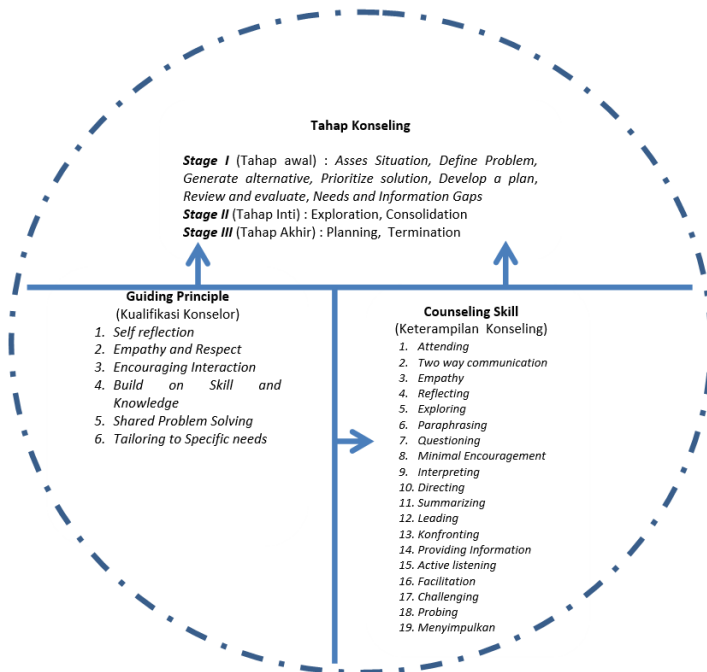 Tahap Konseling
Stage I (Tahap awal) : Asses Situation, Define Problem,
Generate alternative, Prioritize solution, Develop a plan,
Review and evaluate, Needs and Information Gaps
Stage II (Tahap Inti) : Exploration, Consolidation
Stage III (Tahap Akhir) : Planning, Termination
Guiding Principle
(Kualifikasi Konselor)
1. Self reflection
2. Empathy and Respect
3. Encouraging Interaction
4. Build on Skill and
Knowledge
5. Shared Problem Solving
6. Tailoring to Specific needs
Counseling Skill
(Keterampilan Konseling)
1. Attending
2. Two way communication
3. Empathy
4. Reflecting
5. Exploring
6. Paraphrasing
7. Questioning
8. Minimal Encouragement
9. Interpreting
10. Directing
11. Summarizing
12. Leading
13. Konfronting
14. Providing Information
15. Active listening
16. Facilitation
17. Challenging
18. Probing
19. Menyimpulkan